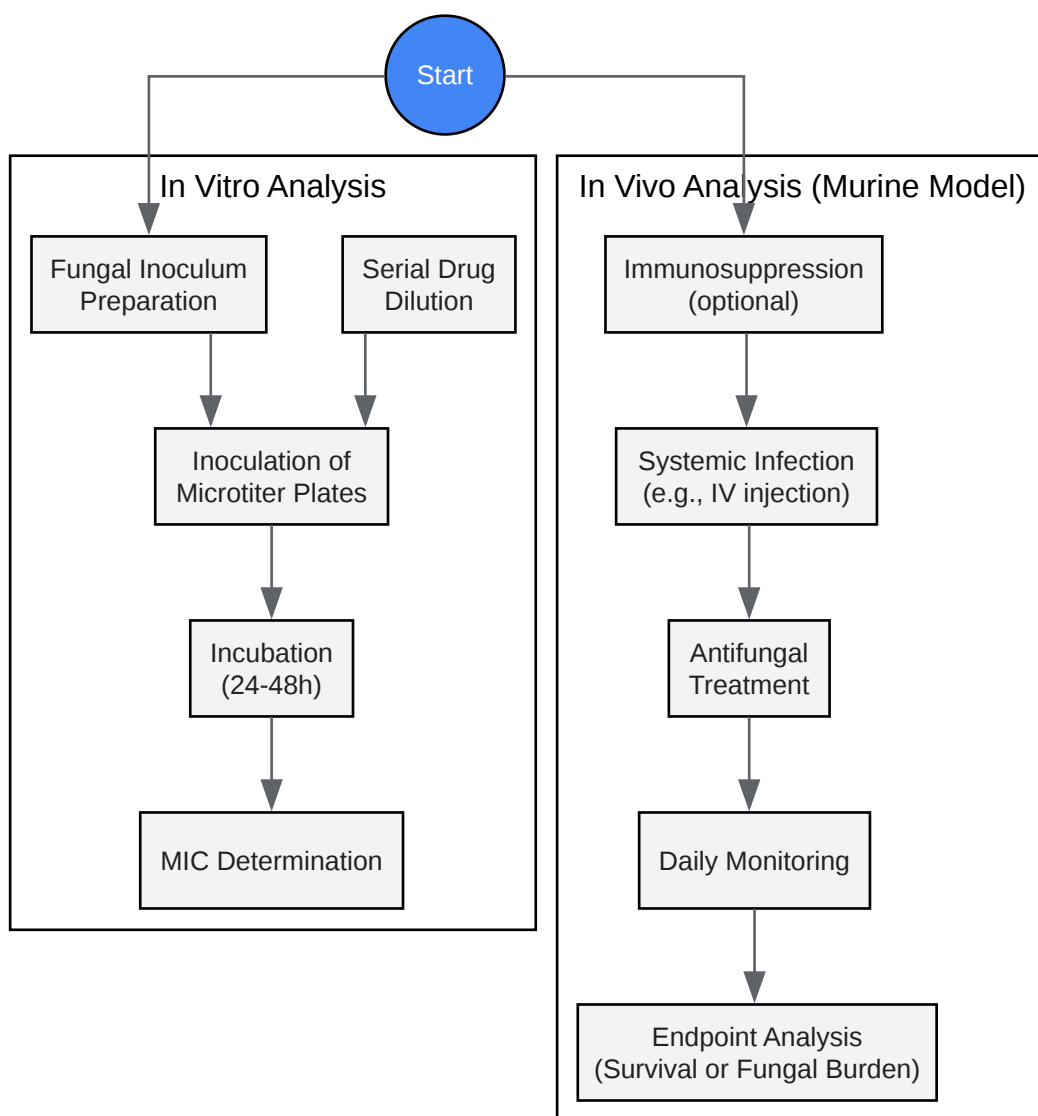 Start
In Vitro Analysis
Fungal Inoculum
Preparation
Serial Drug
Dilution
Inoculation of
Microtiter Plates
Incubation
(24-48h)
MIC Determination
In Vivo Analysis (Murine Model)
Immunosuppression
(optional)
Systemic Infection
(e.g., IV injection)
Antifungal
Treatment
Daily Monitoring
Endpoint Analysis
(Survival or Fungal Burden)